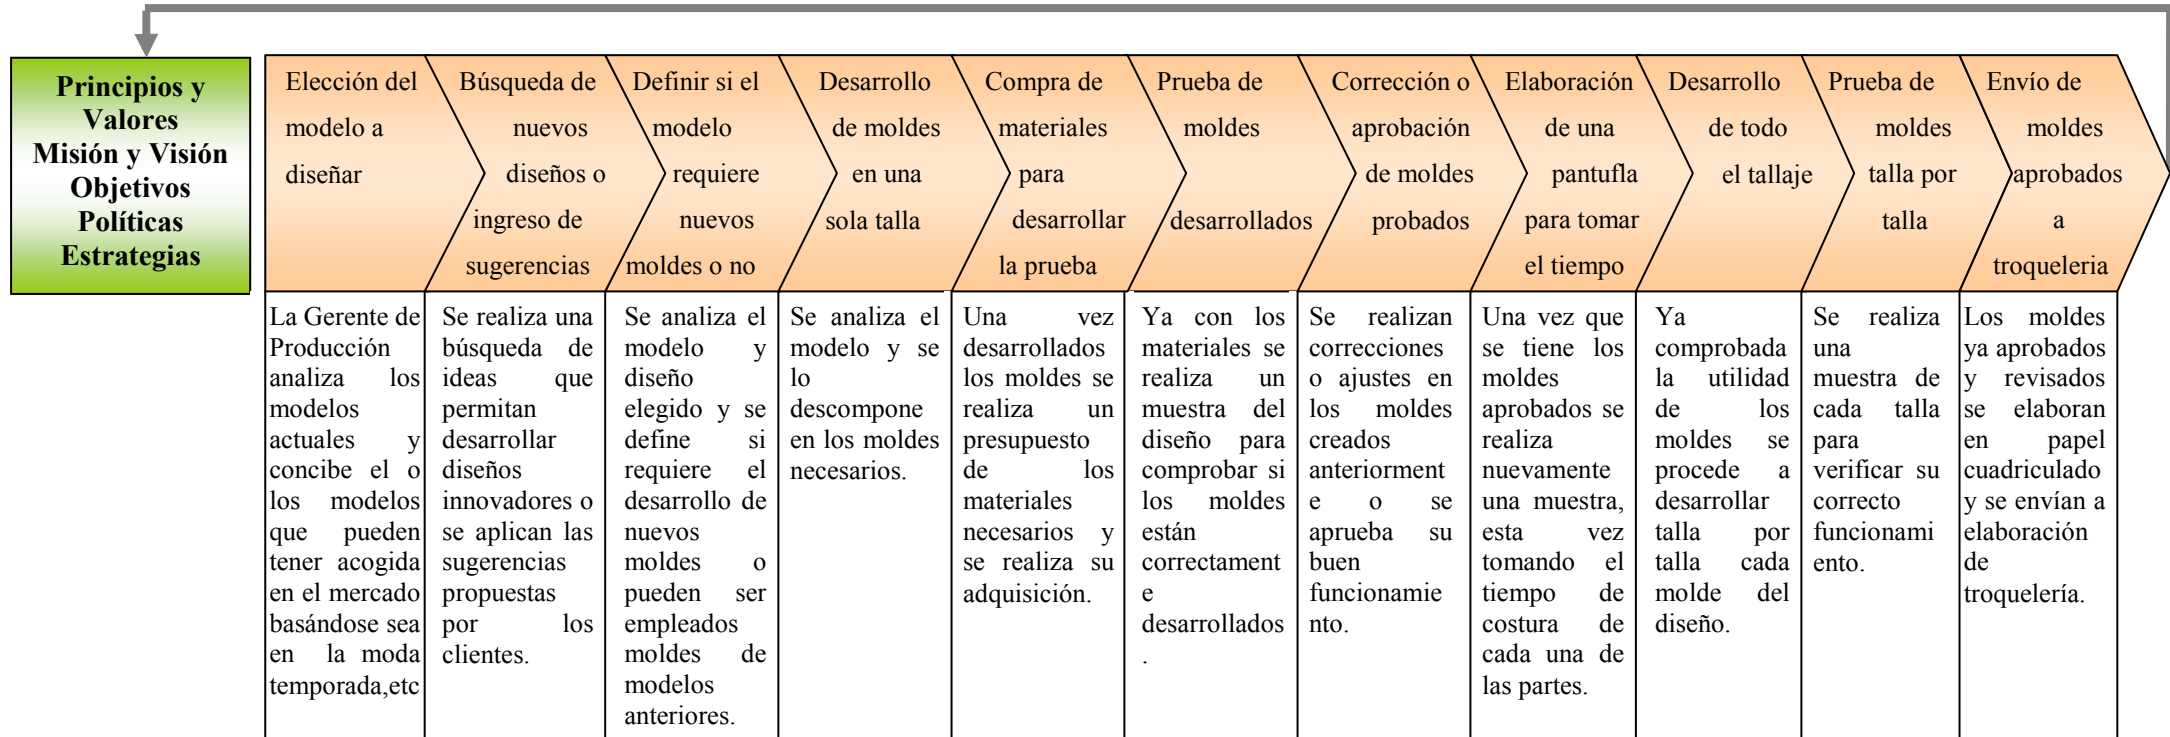 Principios y
Valores
Misión y Visión
Objetivos
Políticas
Estrategias
Elección del
modelo a
diseñar
Búsqueda de
nuevos
diseños o
ingreso de
sugerencias
Definir si el
modelo
requiere
nuevos
moldes o no
Desarrollo
de moldes
en una
sola talla
Compra de
materiales
para
desarrollar
la prueba
Prueba de
moldes
desarrollados
Corrección o
aprobación
de moldes
probados
Elaboración
de una
pantufla
para tomar
el tiempo
Desarrollo
de todo
el tallaje
Prueba de
moldes
talla por
talla
Envío de
moldes
aprobados
a
troqueleria
La Gerente de
Producción
analiza los
modelos
actuales y
concibe el o
los modelos
que pueden
tener acogida
en el mercado
basándose sea
en la moda
temporada,etc
Se realiza una
búsqueda de
ideas que
permitan
desarrollar
diseños
innovadores o
se aplican las
sugerencias
propuestas
por los
clientes.
Se analiza el
modelo y
diseño
elegido y se
define si
requiere el
desarrollo de
nuevos
moldes o
pueden ser
empleados
moldes de
modelos
anteriores.
Se analiza el
modelo y se
lo
descompone
en los moldes
necesarios.
Una vez
desarrollados
los moldes se
realiza un
presupuesto
de los
materiales
necesarios y
se realiza su
adquisición.
Ya con los
materiales se
realiza un
muestra del
diseño para
comprobar si
los moldes
están
correctament
e
desarrollados
.
Se realizan
correcciones
o ajustes en
los moldes
creados
anteriorment
e o se
aprueba su
buen
funcionamie
nto.
Una vez que
se tiene los
moldes
aprobados se
realiza
nuevamente
una muestra,
esta vez
tomando el
tiempo de
costura de
cada una de
las partes.
Ya
comprobada
la utilidad
de los
moldes se
procede a
desarrollar
talla por
talla cada
molde del
diseño.
Se realiza
una
muestra de
cada talla
para
verificar su
correcto
funcionami
ento.
Los moldes
ya aprobados
y revisados
se elaboran
en papel
cuadriculado
y se envían a
elaboración
de
troquelería.